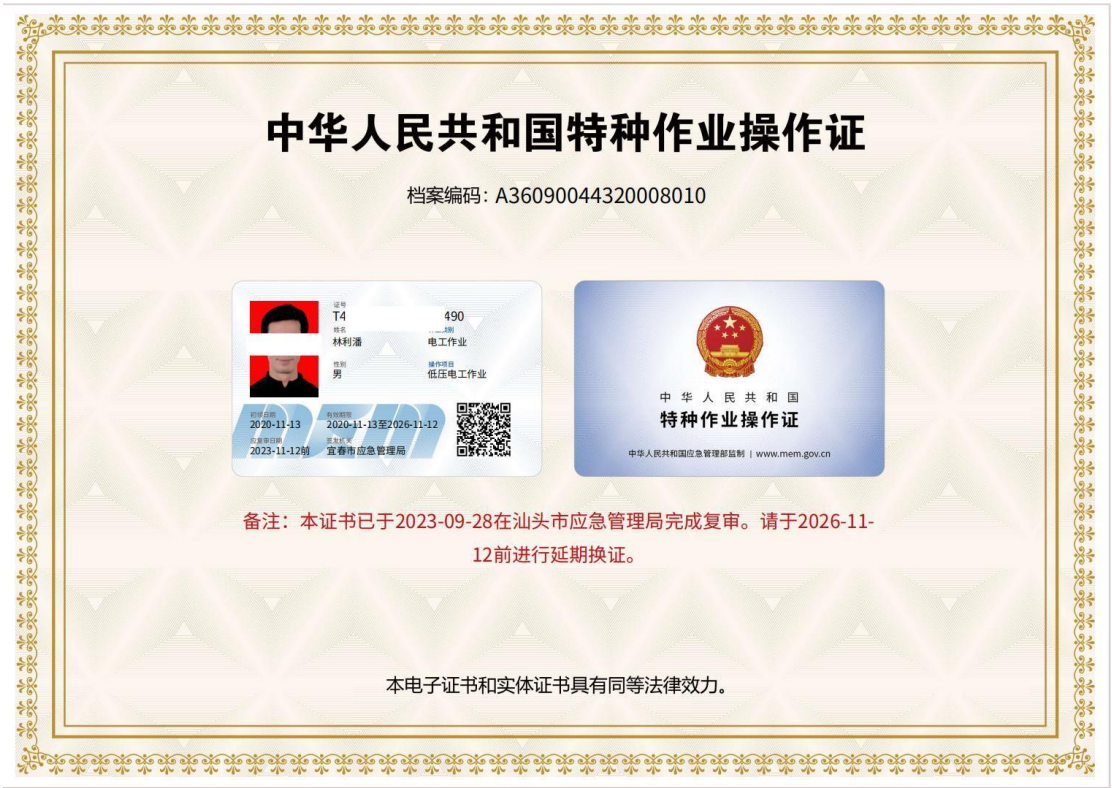 中华人民共和国特种作业操作证
档案编码：A36090044320008010
证号
T4 490
姓名
林利潘 电工作业
性别 操作项目
男 低压电工作业
初领日期 有效期限
2020-11-13 2020-11-13至2026-11-12
应复审日期 签发机关
2023-11-12前 宜春市应急管理局
中华人民共和国
特种作业操作证
中华人民共和国应急管理部监制 | www.mem.gov.cn
备注：本证书已于2023-09-28在汕头市应急管理局完成复审。请于2026-11-
12前进行延期换证。
本电子证书和实体证书具有同等法律效力。